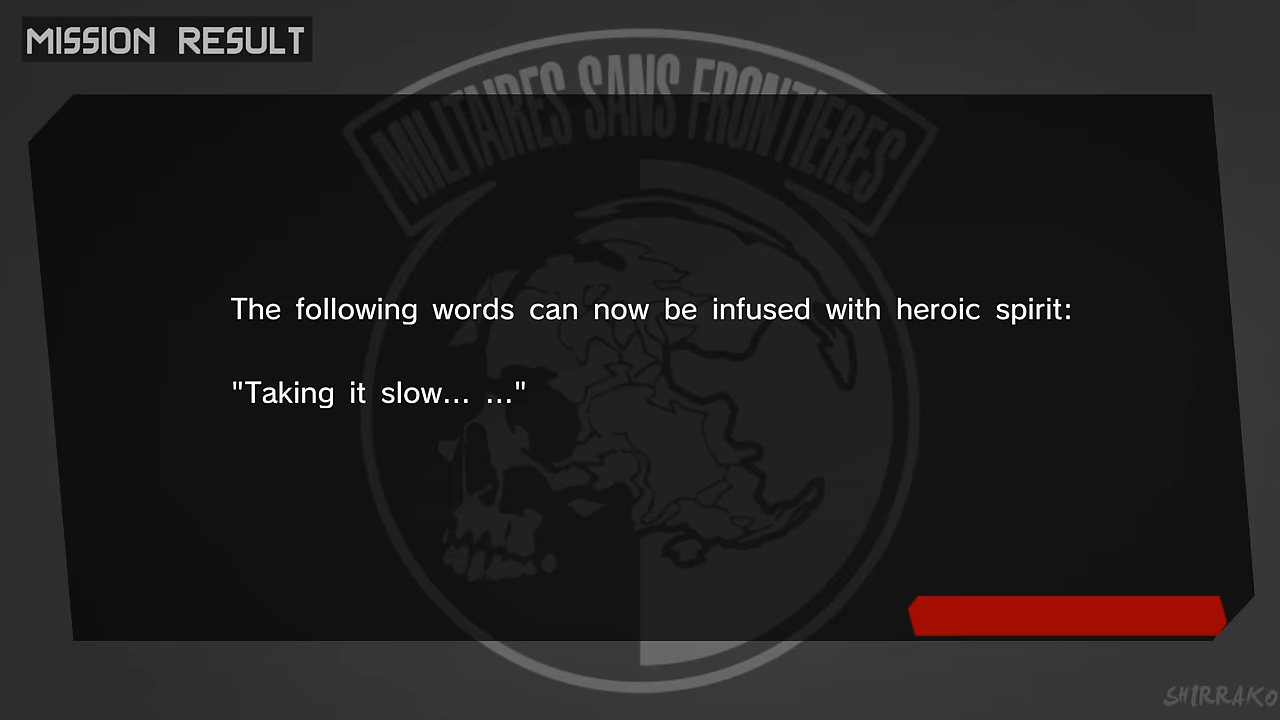 MISSION RESULT
MILITAIRES SANS FRONTIERES
The following words can now be infused with heroic spirit:
"Taking it slow... ..."
SHIRRAKO